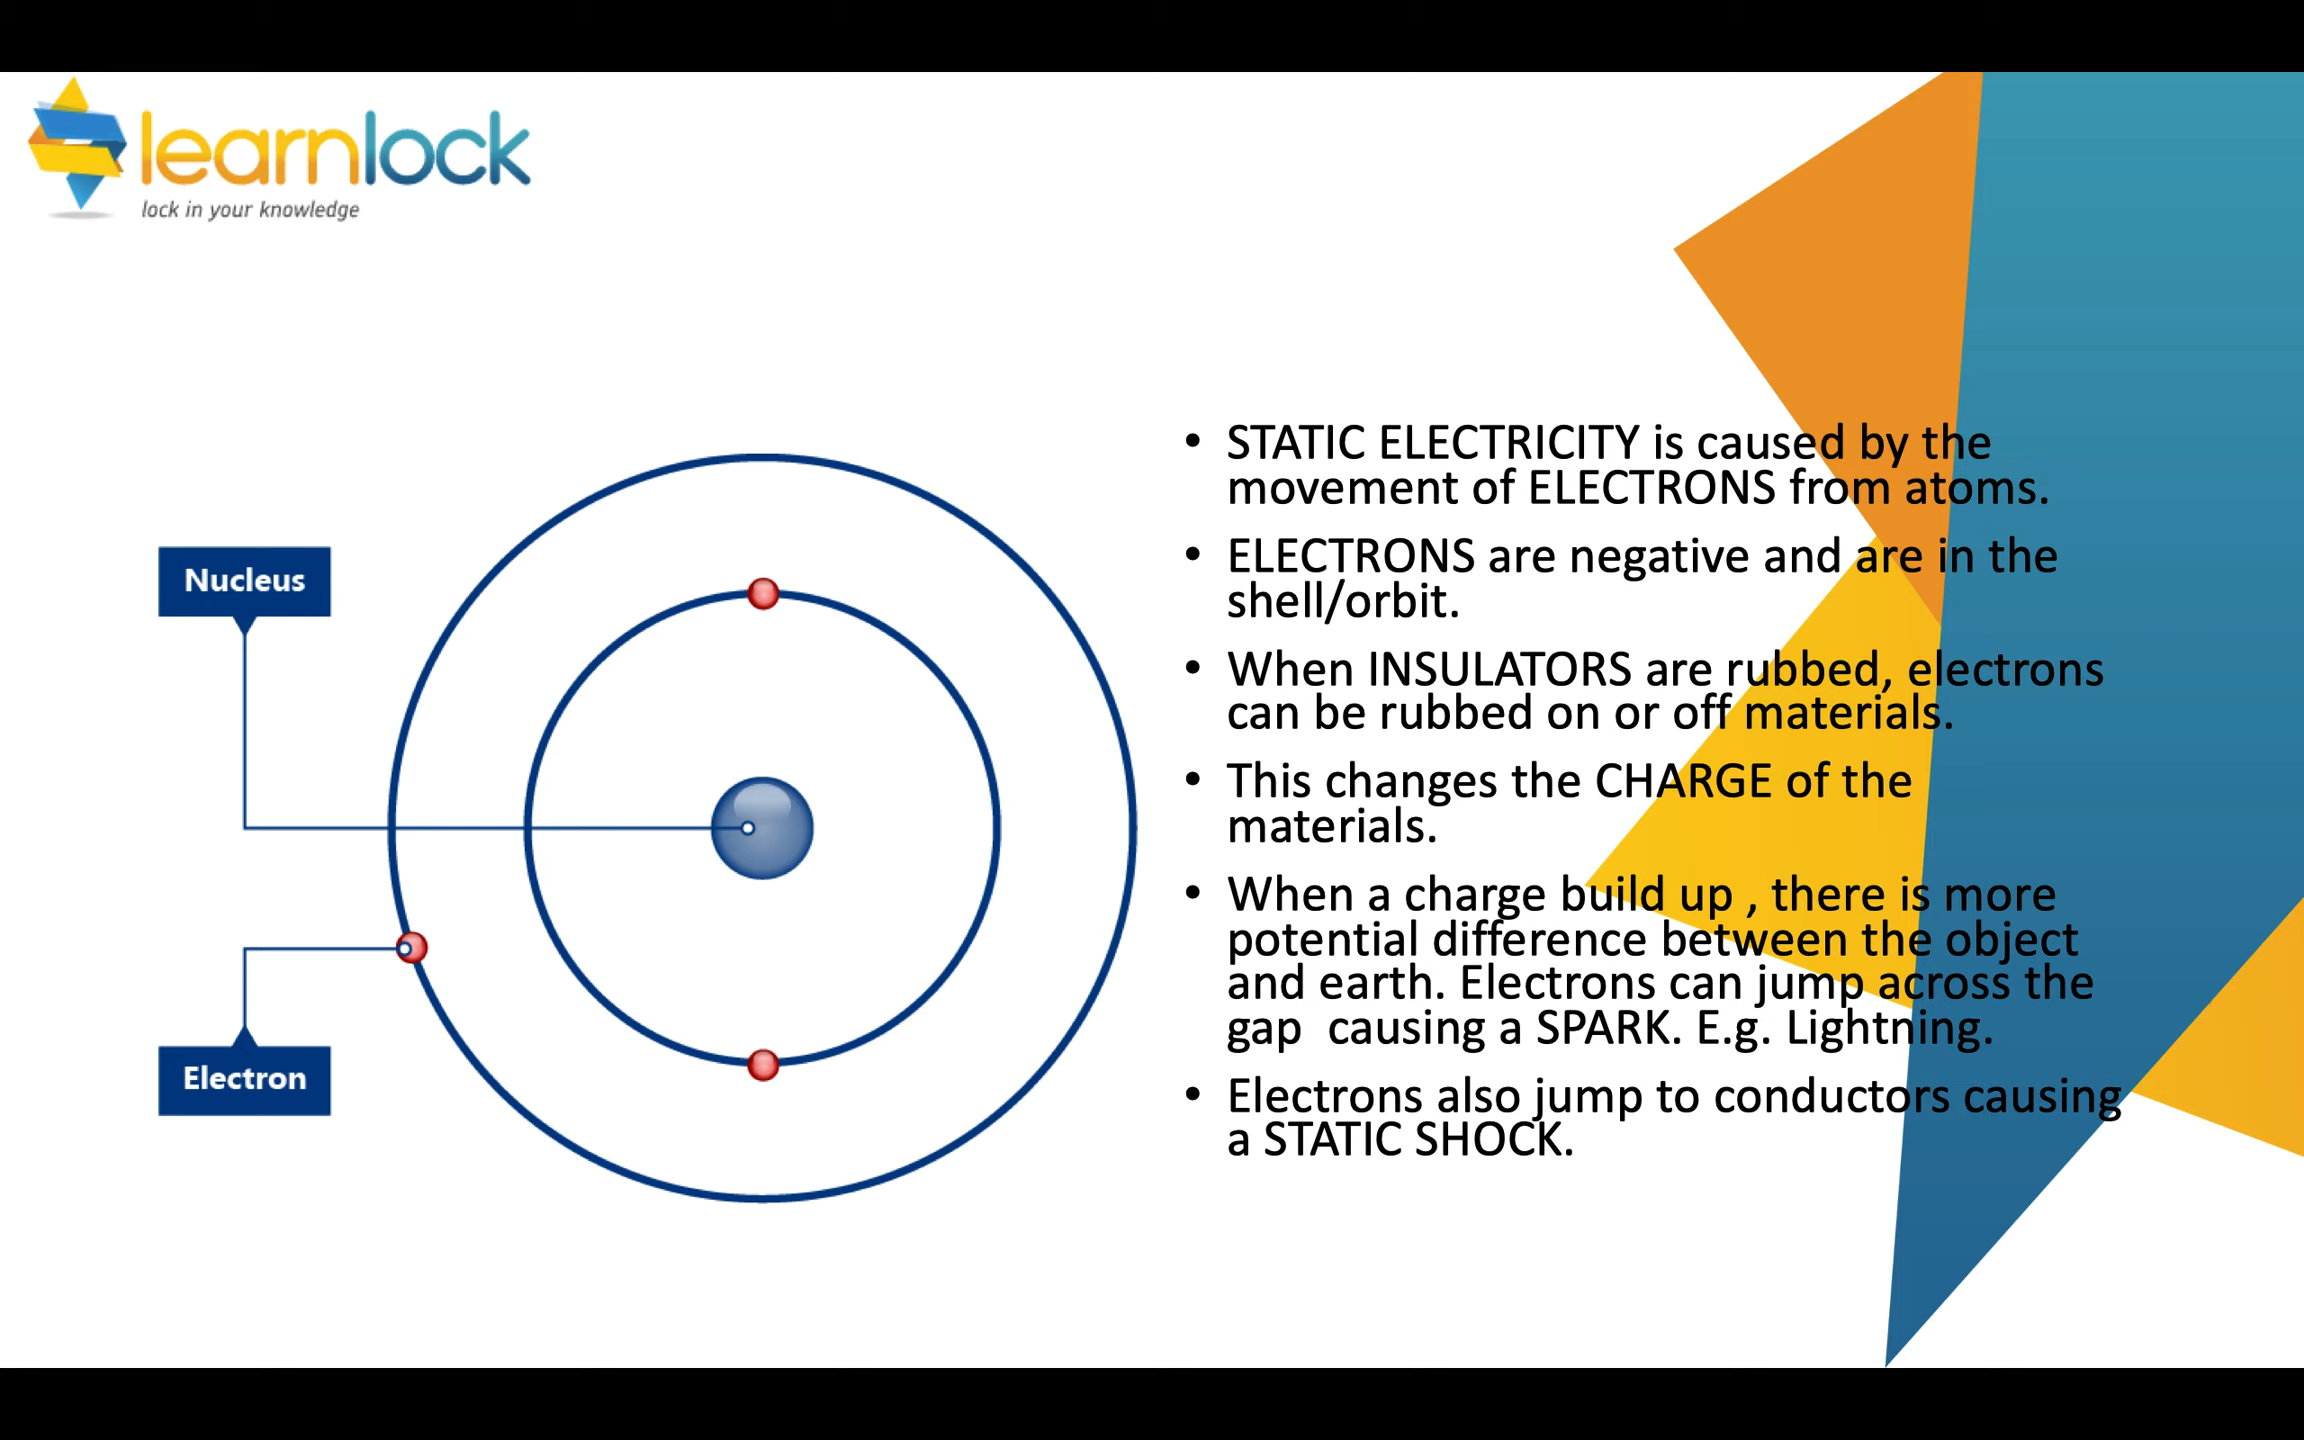 learnlock
lock in your knowledge
Nucleus
Electron
• STATIC ELECTRICITY is caused by the
movement of ELECTRONS from atoms.
• ELECTRONS are negative and are in the
shell/orbit.
• When INSULATORS are rubbed, electrons
can be rubbed on or off materials.
• This changes the CHARGE of the
materials.
• When a charge build up , there is more
potential difference between the object
and earth. Electrons can jump across the
gap  causing a SPARK. E.g. Lightning.
• Electrons also jump to conductors causing
a STATIC SHOCK.